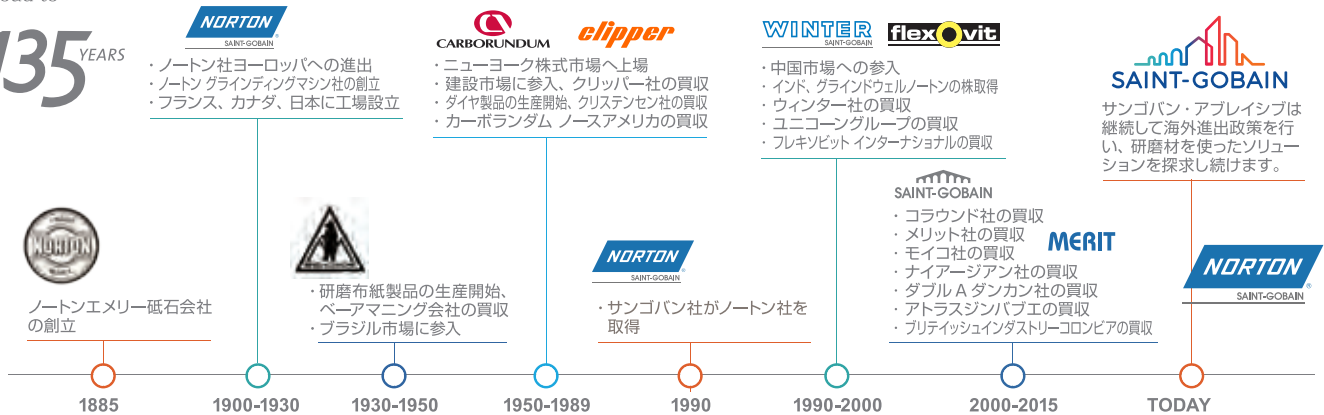 135 YEARS
NORTON
SAINT-GOBAIN
・ノートン社ヨーロッパへの進出
・ノートン グラインディングマシン社の創立
・フランス、カナダ、日本に工場設立
CARBORUNDUM
clipper
・ニューヨーク株式市場へ上場
・建設市場に参入、クリッパー社の買収
・ダイヤ製品の生産開始、クリステンセン社の買収
・カーボランダム ノースアメリカの買収
WINTER
SAINT-GOBAIN
flexovit
・中国市場への参入
・インド、グラインドウェルノートンの株取得
・ウィンター社の買収
・ユニコーングループの買収
・フレキソビット インターナショナルの買収
SAINT-GOBAIN
サンゴバン・アブレイシブは
継続して海外進出政策を行
い、研磨材を使ったソリュー
ションを探求し続けます。
NORTON
ノートンエメリー砥石会社
の創立
・研磨布紙製品の生産開始、
ベーアマニング会社の買収
・ブラジル市場に参入
NORTON
SAINT-GOBAIN
・サンゴバン社がノートン社を
取得
SAINT-GOBAIN
・コラウンド社の買収
・メリット社の買収
MERIT
・モイコ社の買収
・ナイアージアン社の買収
・ダブル A ダンカン社の買収
・アトラスジンバブエの買収
・ブリティッシュインダストリーコロンビアの買収
NORTON
SAINT-GOBAIN
1885
1900-1930
1930-1950
1950-1989
1990
1990-2000
2000-2015
TODAY